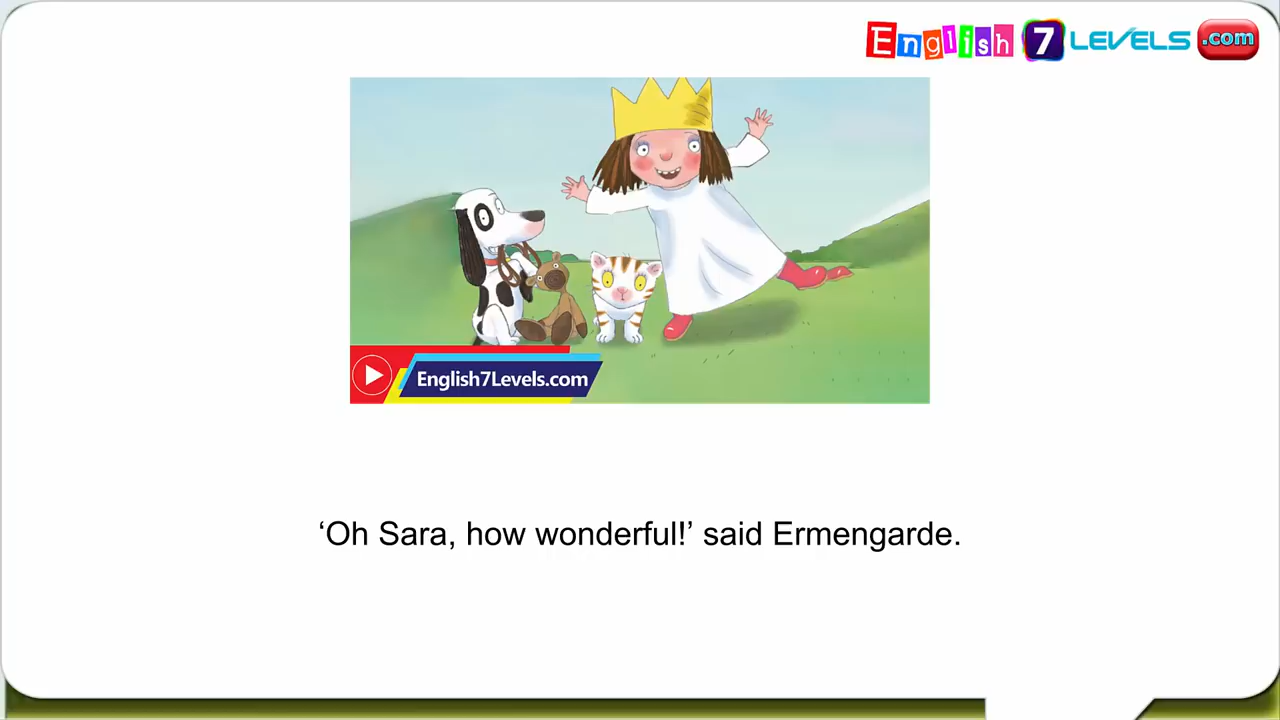 English 7 LEVELS .com
English7Levels.com
‘Oh Sara, how wonderful!’ said Ermengarde.